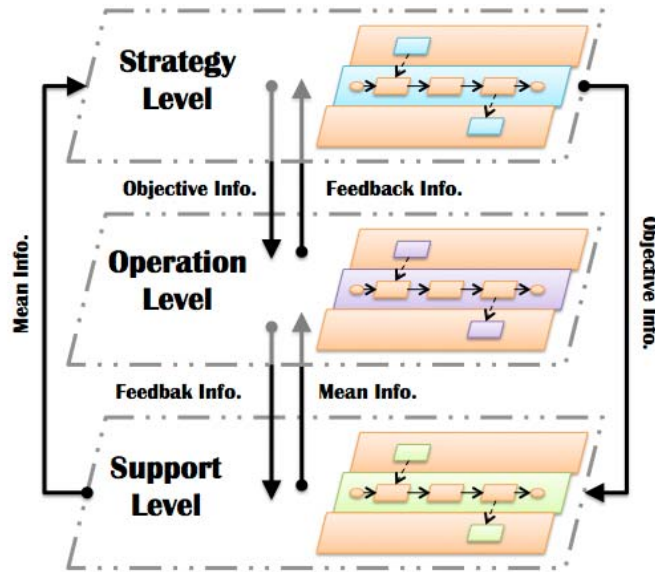 Strategy
Level
Objective Info.
Feedback Info.
Mean Info.
Operation
Level
Objective Info.
Feedbak Info.
Mean Info.
Support
Level